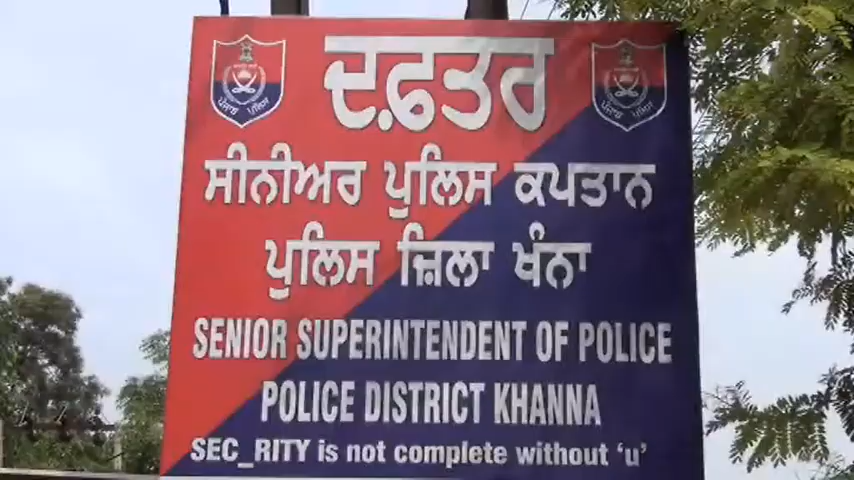 ਦਫ਼ਤਰ
ਸੀਨੀਅਰ ਪੁਲਿਸ ਕਪਤਾਨ
ਪੁਲਿਸ ਜ਼ਿਲਾ ਖੰਨਾ
SENIOR SUPERINTENDENT OF POLICE
POLICE DISTRICT KHANNA
SEC_RITY is not complete without 'u'
ਪੰਜਾਬ ਪੁਲਿਸ
ਪੰਜਾਬ ਪੁਲਿਸ